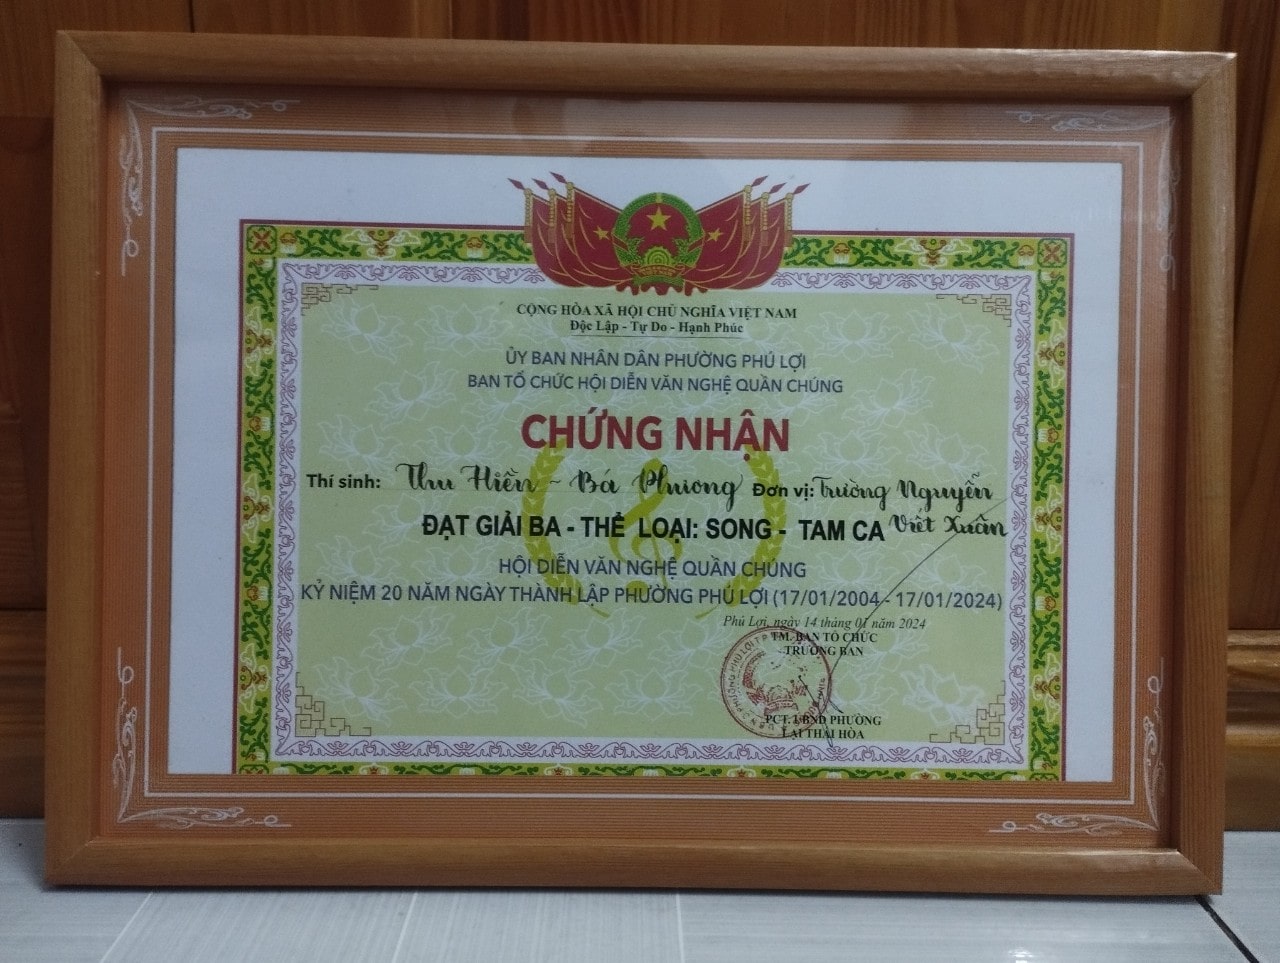 CỘNG HÒA XÃ HỘI CHỦ NGHĨA VIỆT NAM
Độc Lập - Tự Do - Hạnh Phúc
ỦY BAN NHÂN DÂN PHƯỜNG PHÚ LỢI
BAN TỔ CHỨC HỘI DIỄN VĂN NGHỆ QUẦN CHÚNG
CHỨNG NHẬN
Thí sinh: Thu Hiền - Bá Phương Đơn vị: Trường Nguyễn
ĐẠT GIẢI BA - THỂ LOẠI: SONG - TAM CA Viết Xuân
HỘI DIỄN VĂN NGHỆ QUẦN CHÚNG
KỶ NIỆM 20 NĂM NGÀY THÀNH LẬP PHƯỜNG PHÚ LỢI (17/01/2004 - 17/01/2024)
Phú Lợi, ngày 14 tháng 01 năm 2024
TM. BAN TỔ CHỨC
TRƯỞNG BAN
PCT. UBND PHƯỜNG
LẠI THÁI HÒA